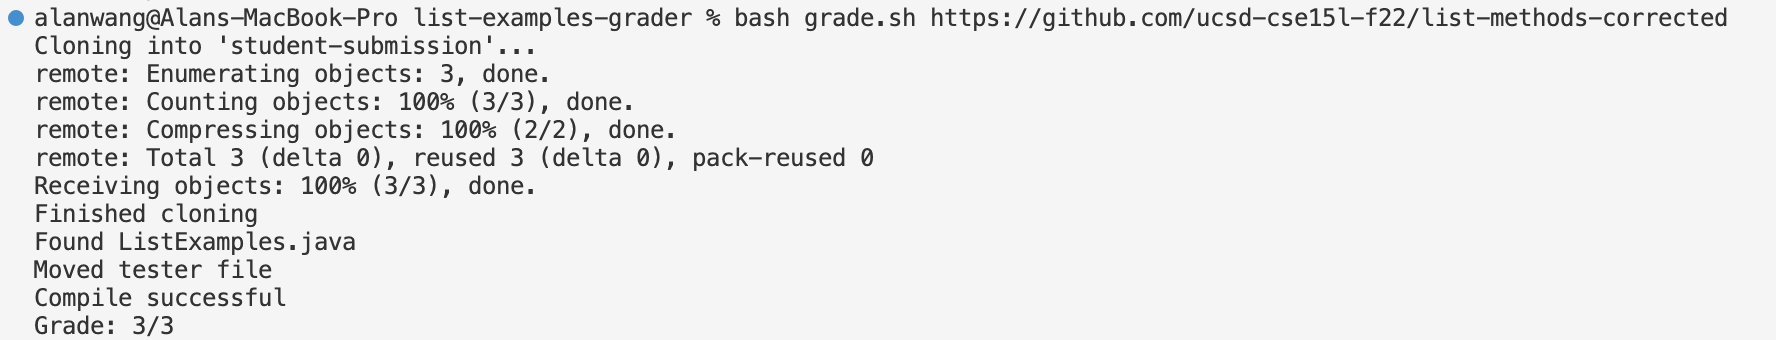 alanwang@Alans-MacBook-Pro list-examples-grader % bash grade.sh https://github.com/ucsd-cse15l-f22/list-methods-corrected
Cloning into 'student-submission'...
remote: Enumerating objects: 3, done.
remote: Counting objects: 100% (3/3), done.
remote: Compressing objects: 100% (2/2), done.
remote: Total 3 (delta 0), reused 3 (delta 0), pack-reused 0
Receiving objects: 100% (3/3), done.
Finished cloning
Found ListExamples.java
Moved tester file
Compile successful
Grade: 3/3